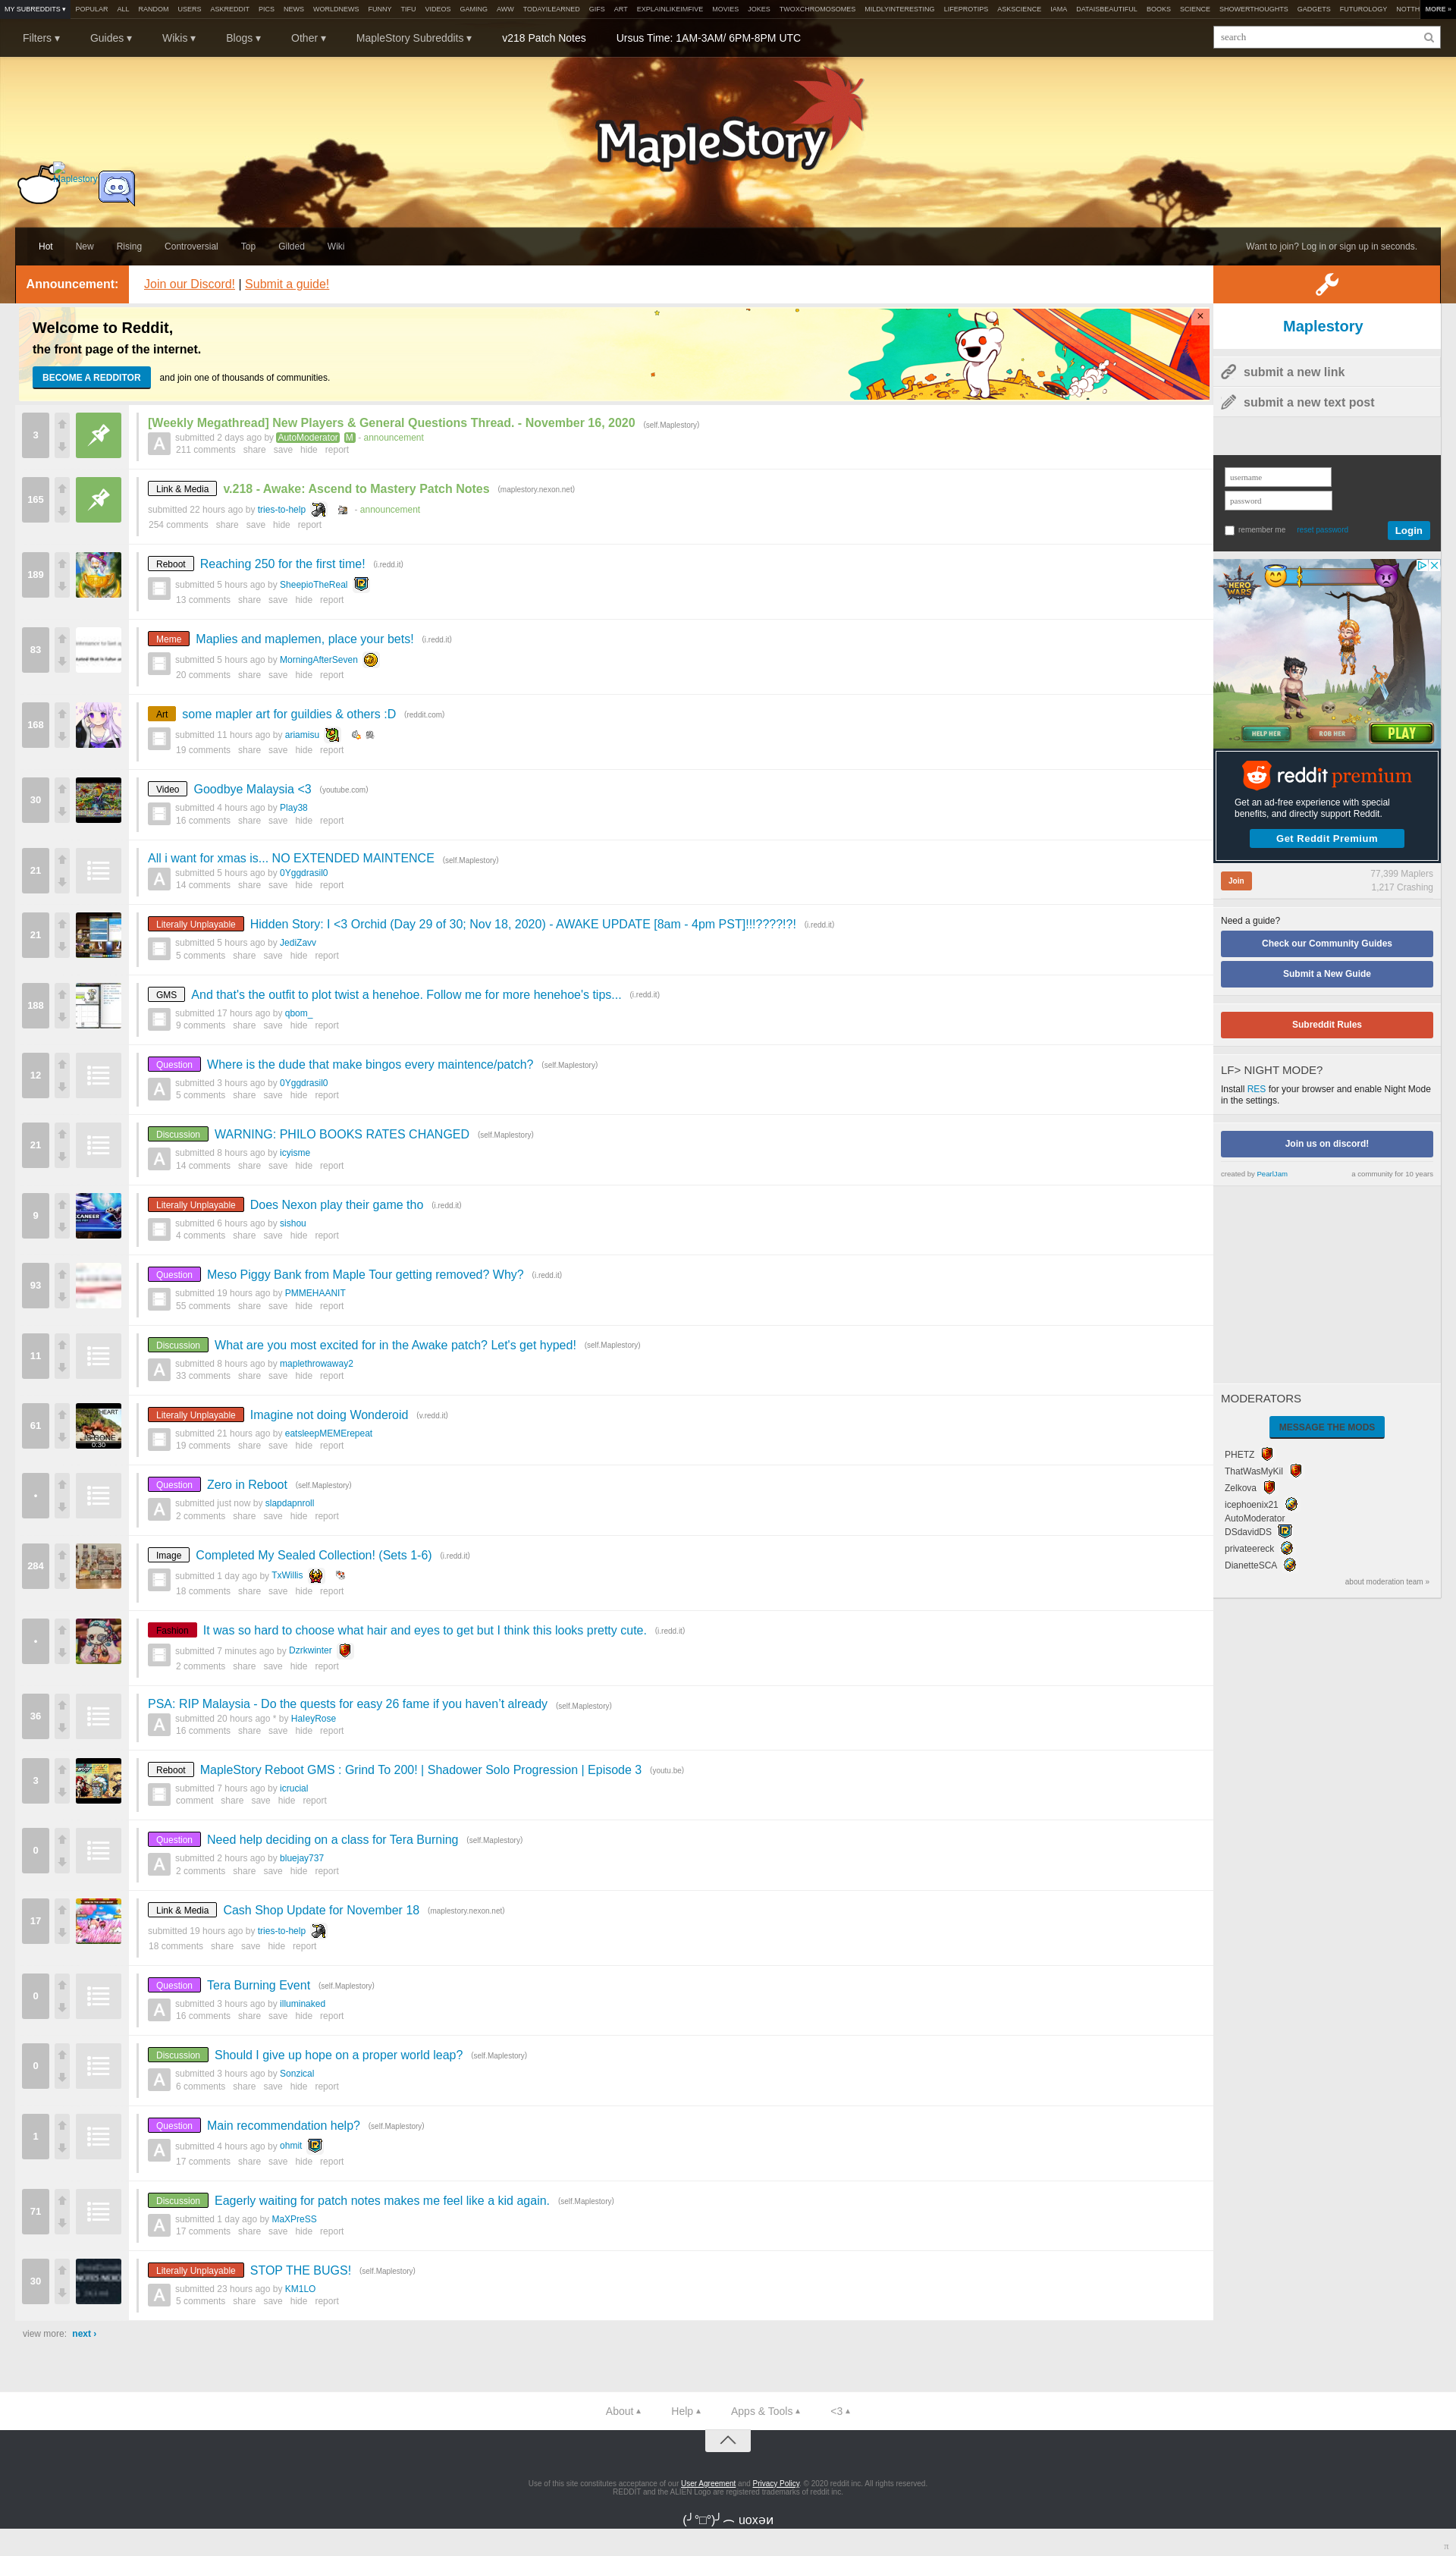 MY SUBREDDITS ▾ POPULAR ALL RANDOM USERS ASKREDDIT PICS NEWS WORLDNEWS FUNNY TIFU VIDEOS GAMING AWW TODAYILEARNED GIFS ART EXPLAINLIKEIMFIVE MOVIES JOKES TWOXCHROMOSOMES MILDLYINTERESTING LIFEPROTIPS ASKSCIENCE IAMA DATAISBEAUTIFUL BOOKS SCIENCE SHOWERTHOUGHTS GADGETS FUTUROLOGY NOTTH MORE »
Filters ▾ Guides ▾ Wikis ▾ Blogs ▾ Other ▾ MapleStory Subreddits ▾ v218 Patch Notes Ursus Time: 1AM-3AM/ 6PM-8PM UTC search
MapleStory
Maplestory
Hot New Rising Controversial Top Gilded Wiki Want to join? Log in or sign up in seconds.
Announcement: Join our Discord! | Submit a guide!
Welcome to Reddit,
the front page of the internet.
BECOME A REDDITOR and join one of thousands of communities.
×
3
[Weekly Megathread] New Players & General Questions Thread. - November 16, 2020 (self.Maplestory)
submitted 2 days ago by AutoModerator M - announcement
211 comments share save hide report
165
Link & Media v.218 - Awake: Ascend to Mastery Patch Notes (maplestory.nexon.net)
submitted 22 hours ago by tries-to-help - announcement
254 comments share save hide report
189
Reboot Reaching 250 for the first time! (i.redd.it)
submitted 5 hours ago by SheepioTheReal
13 comments share save hide report
83
Meme Maplies and maplemen, place your bets! (i.redd.it)
submitted 5 hours ago by MorningAfterSeven
20 comments share save hide report
168
Art some mapler art for guildies & others :D (reddit.com)
submitted 11 hours ago by ariamisu
19 comments share save hide report
30
Video Goodbye Malaysia <3 (youtube.com)
submitted 4 hours ago by Play38
16 comments share save hide report
21
All i want for xmas is... NO EXTENDED MAINTENCE (self.Maplestory)
submitted 5 hours ago by 0Yggdrasil0
14 comments share save hide report
21
Literally Unplayable Hidden Story: I <3 Orchid (Day 29 of 30; Nov 18, 2020) - AWAKE UPDATE [8am - 4pm PST]!!!????!?! (i.redd.it)
submitted 5 hours ago by JediZavv
5 comments share save hide report
188
GMS And that's the outfit to plot twist a henehoe. Follow me for more henehoe's tips... (i.redd.it)
submitted 17 hours ago by qbom_
9 comments share save hide report
12
Question Where is the dude that make bingos every maintence/patch? (self.Maplestory)
submitted 3 hours ago by 0Yggdrasil0
5 comments share save hide report
21
Discussion WARNING: PHILO BOOKS RATES CHANGED (self.Maplestory)
submitted 8 hours ago by icyisme
14 comments share save hide report
9
Literally Unplayable Does Nexon play their game tho (i.redd.it)
submitted 6 hours ago by sishou
4 comments share save hide report
93
Question Meso Piggy Bank from Maple Tour getting removed? Why? (i.redd.it)
submitted 19 hours ago by PMMEHAANIT
55 comments share save hide report
11
Discussion What are you most excited for in the Awake patch? Let's get hyped! (self.Maplestory)
submitted 8 hours ago by maplethrowaway2
33 comments share save hide report
61
Literally Unplayable Imagine not doing Wonderoid (v.redd.it)
submitted 21 hours ago by eatsleepMEMErepeat
19 comments share save hide report
•
Question Zero in Reboot (self.Maplestory)
submitted just now by slapdapnroll
2 comments share save hide report
284
Image Completed My Sealed Collection! (Sets 1-6) (i.redd.it)
submitted 1 day ago by TxWillis
18 comments share save hide report
•
Fashion It was so hard to choose what hair and eyes to get but I think this looks pretty cute. (i.redd.it)
submitted 7 minutes ago by Dzrkwinter
2 comments share save hide report
36
PSA: RIP Malaysia - Do the quests for easy 26 fame if you haven't already (self.Maplestory)
submitted 20 hours ago * by HaleyRose
16 comments share save hide report
3
Reboot MapleStory Reboot GMS : Grind To 200! | Shadower Solo Progression | Episode 3 (youtu.be)
submitted 7 hours ago by icrucial
comment share save hide report
0
Question Need help deciding on a class for Tera Burning (self.Maplestory)
submitted 2 hours ago by bluejay737
2 comments share save hide report
17
Link & Media Cash Shop Update for November 18 (maplestory.nexon.net)
submitted 19 hours ago by tries-to-help
18 comments share save hide report
0
Question Tera Burning Event (self.Maplestory)
submitted 3 hours ago by illuminaked
16 comments share save hide report
0
Discussion Should I give up hope on a proper world leap? (self.Maplestory)
submitted 3 hours ago by Sonzical
6 comments share save hide report
1
Question Main recommendation help? (self.Maplestory)
submitted 4 hours ago by ohmit
17 comments share save hide report
71
Discussion Eagerly waiting for patch notes makes me feel like a kid again. (self.Maplestory)
submitted 1 day ago by MaXPreSS
17 comments share save hide report
30
Literally Unplayable STOP THE BUGS! (self.Maplestory)
submitted 23 hours ago by KM1LO
5 comments share save hide report
view more: next ›
Maplestory
submit a new link
submit a new text post
username
password
remember me reset password Login
HERO WARS
HELP HER ROB HER PLAY
reddit premium
Get an ad-free experience with special
benefits, and directly support Reddit.
Get Reddit Premium
Join 77,399 Maplers
1,217 Crashing
Need a guide?
Check our Community Guides
Submit a New Guide
Subreddit Rules
LF> NIGHT MODE?
Install RES for your browser and enable Night Mode
in the settings.
Join us on discord!
created by PearlJam a community for 10 years
MODERATORS
MESSAGE THE MODS
PHETZ
ThatWasMyKil
Zelkova
icephoenix21
AutoModerator
DSdavidDS
privateereck
DianetteSCA
about moderation team »
About ▴ Help ▴ Apps & Tools ▴ <3 ▴
Use of this site constitutes acceptance of our User Agreement and Privacy Policy. © 2020 reddit inc. All rights reserved.
REDDIT and the ALIEN Logo are registered trademarks of reddit inc.
(╯°□°)╯︵ uoxǝᴎ
π